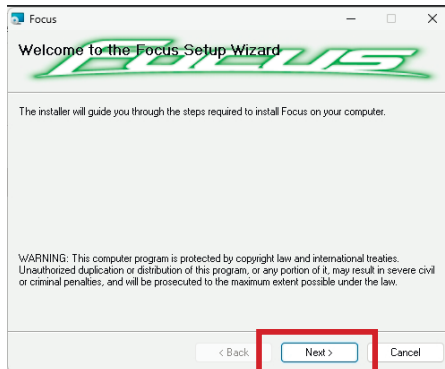 Focus
Welcome to the Focus Setup Wizard
FOCUS
The installer will guide you through the steps required to install Focus on your computer.
WARNING: This computer program is protected by copyright law and international treaties.
Unauthorized duplication or distribution of this program, or any portion of it, may result in severe civil
or criminal penalties, and will be prosecuted to the maximum extent possible under the law.
< Back
Next >
Cancel